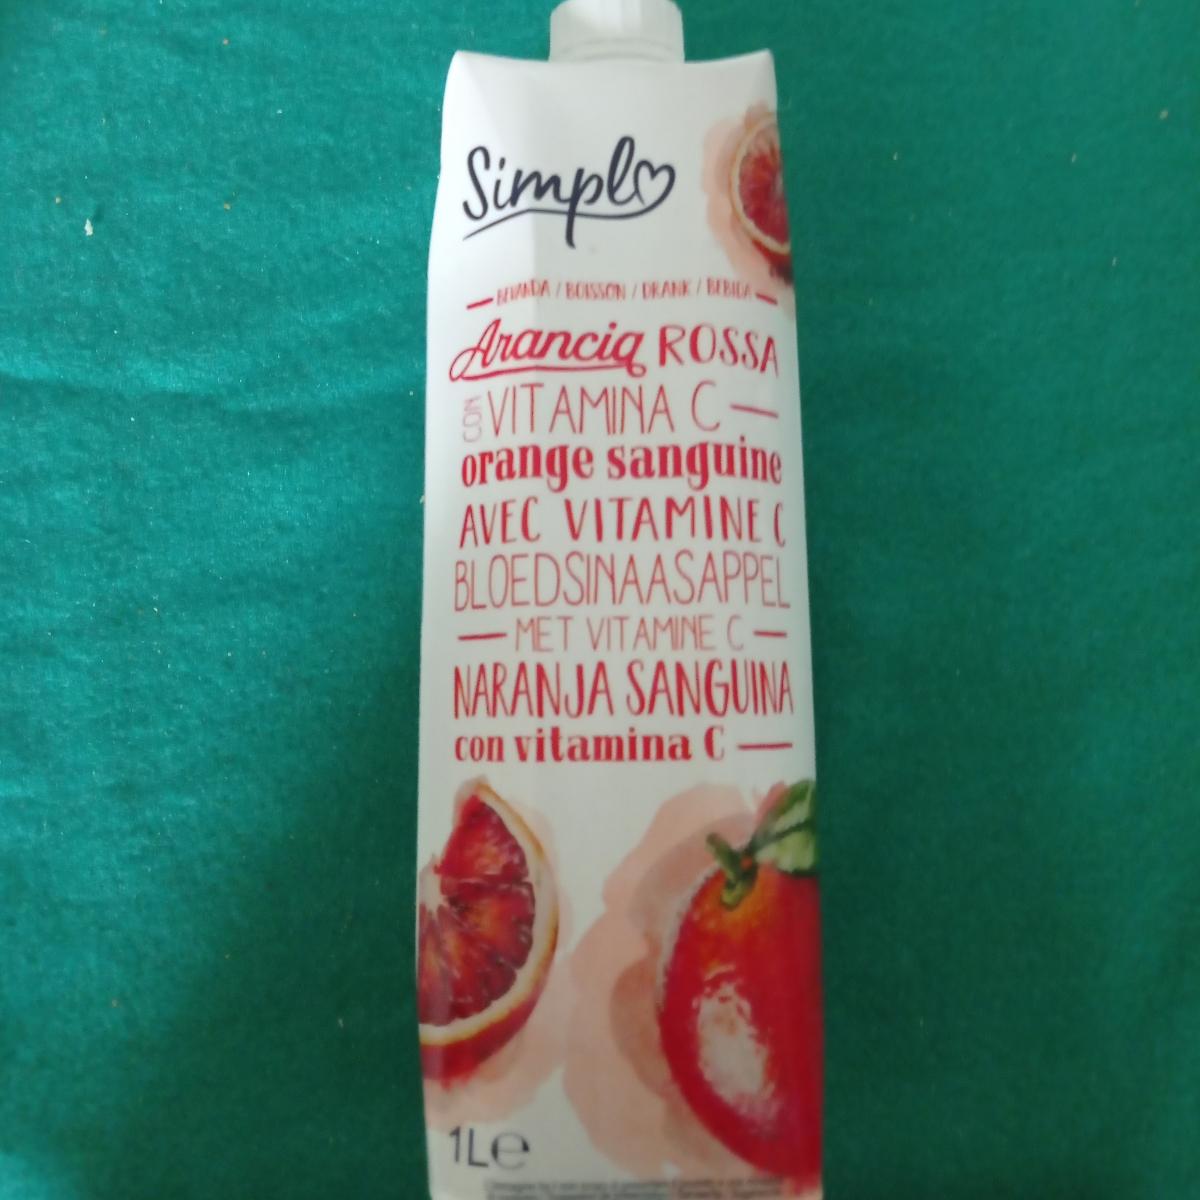 Simpl
BEVANDA / BOISSON / DRANK / BEBIDA
Arancia ROSSA
CON VITAMINA C
orange sanguine
AVEC VITAMINE C
BLOEDSINAASAPPEL
MET VITAMINE C
NARANJA SANGUINA
con vitamina C
1L℮